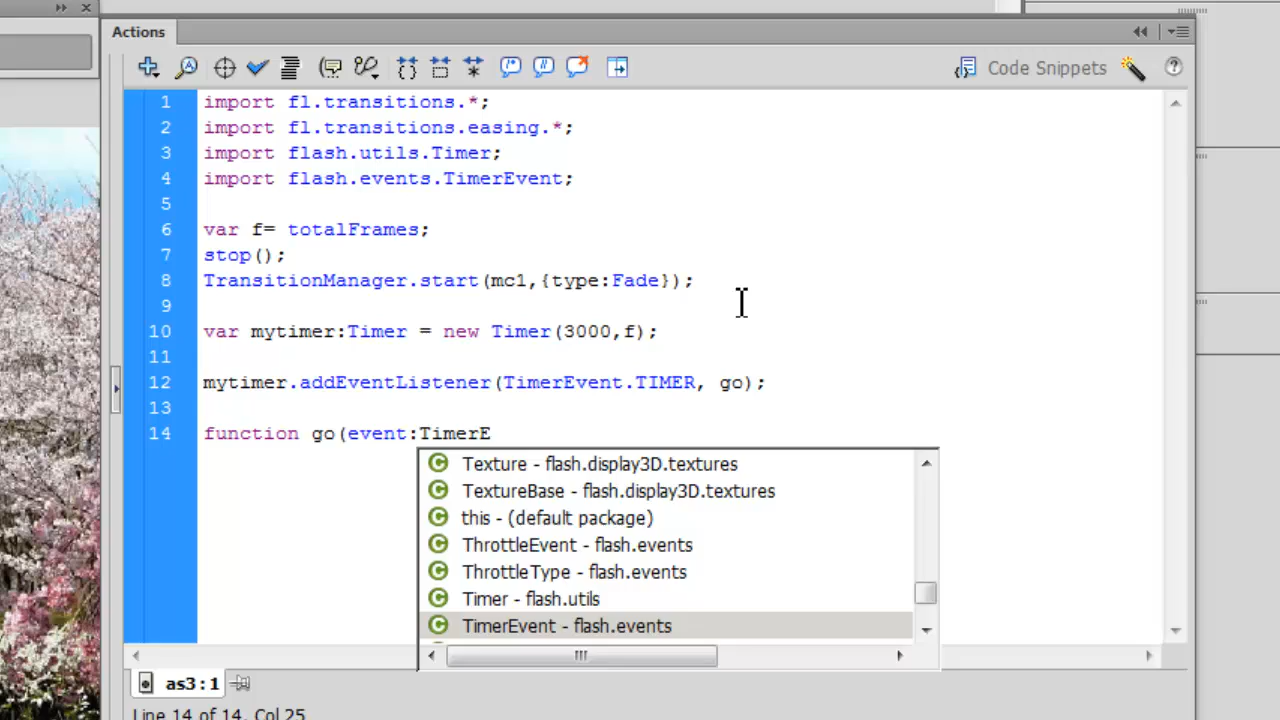 Actions
Code Snippets
1 import fl.transitions.*;
2 import fl.transitions.easing.*;
3 import flash.utils.Timer;
4 import flash.events.TimerEvent;
5
6 var f= totalFrames;
7 stop();
8 TransitionManager.start(mc1,{type:Fade});
9
10 var mytimer:Timer = new Timer(3000,f);
11
12 mytimer.addEventListener(TimerEvent.TIMER, go);
13
14 function go(event:TimerE
Texture - flash.display3D.textures
TextureBase - flash.display3D.textures
this - (default package)
ThrottleEvent - flash.events
ThrottleType - flash.events
Timer - flash.utils
TimerEvent - flash.events
as3:1
Line 14 of 14, Col 25